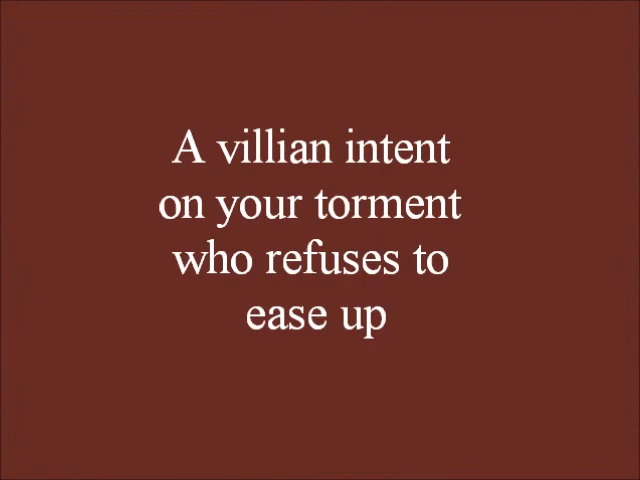 A villian intent
on your torment
who refuses to
ease up